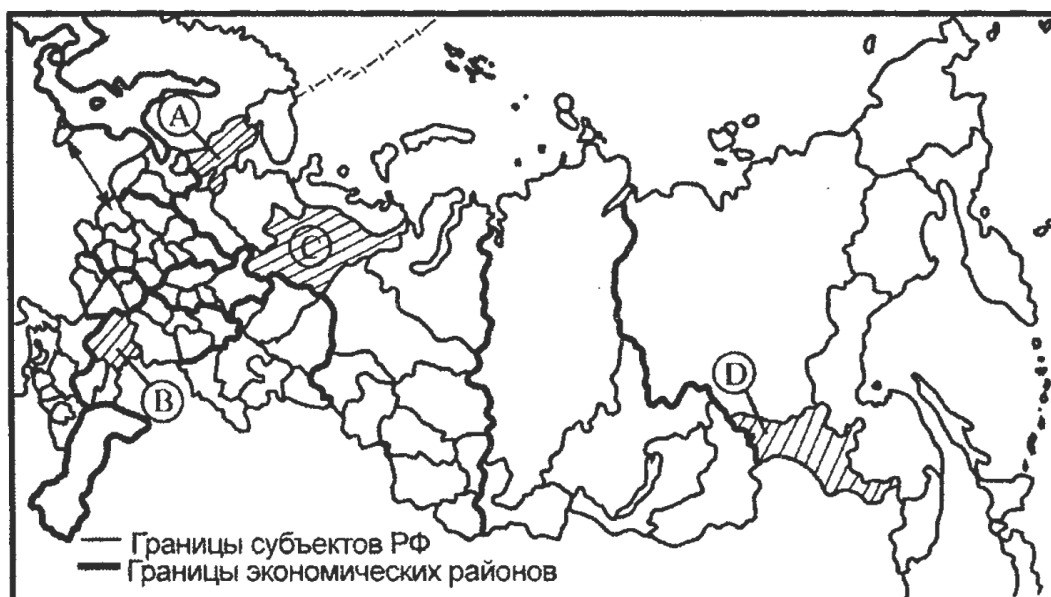 A
C
B
D
Границы субъектов РФ
Границы экономических районов